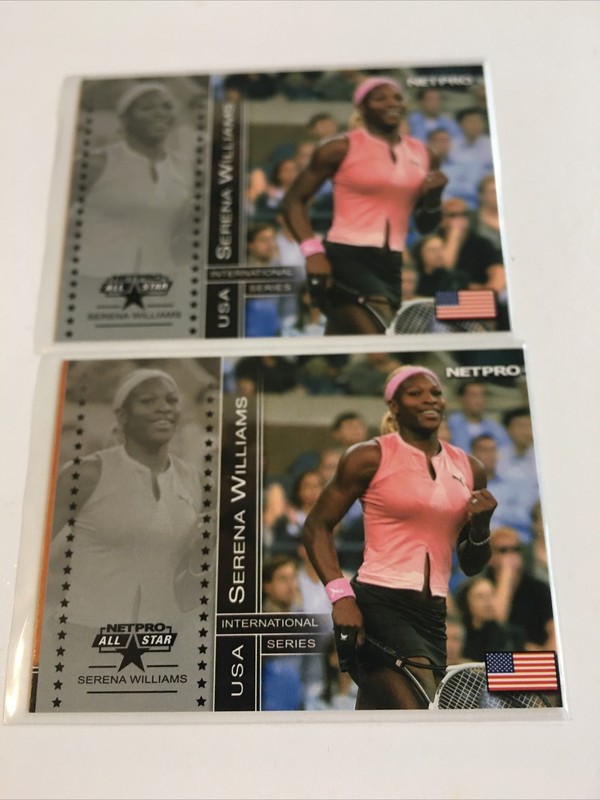 NETPRO
SERENA WILLIAMS
INTERNATIONAL
SERIES
USA
NETPRO
ALL STAR
SERENA WILLIAMS
NETPRO
SERENA WILLIAMS
INTERNATIONAL
SERIES
USA
NETPRO
ALL STAR
SERENA WILLIAMS